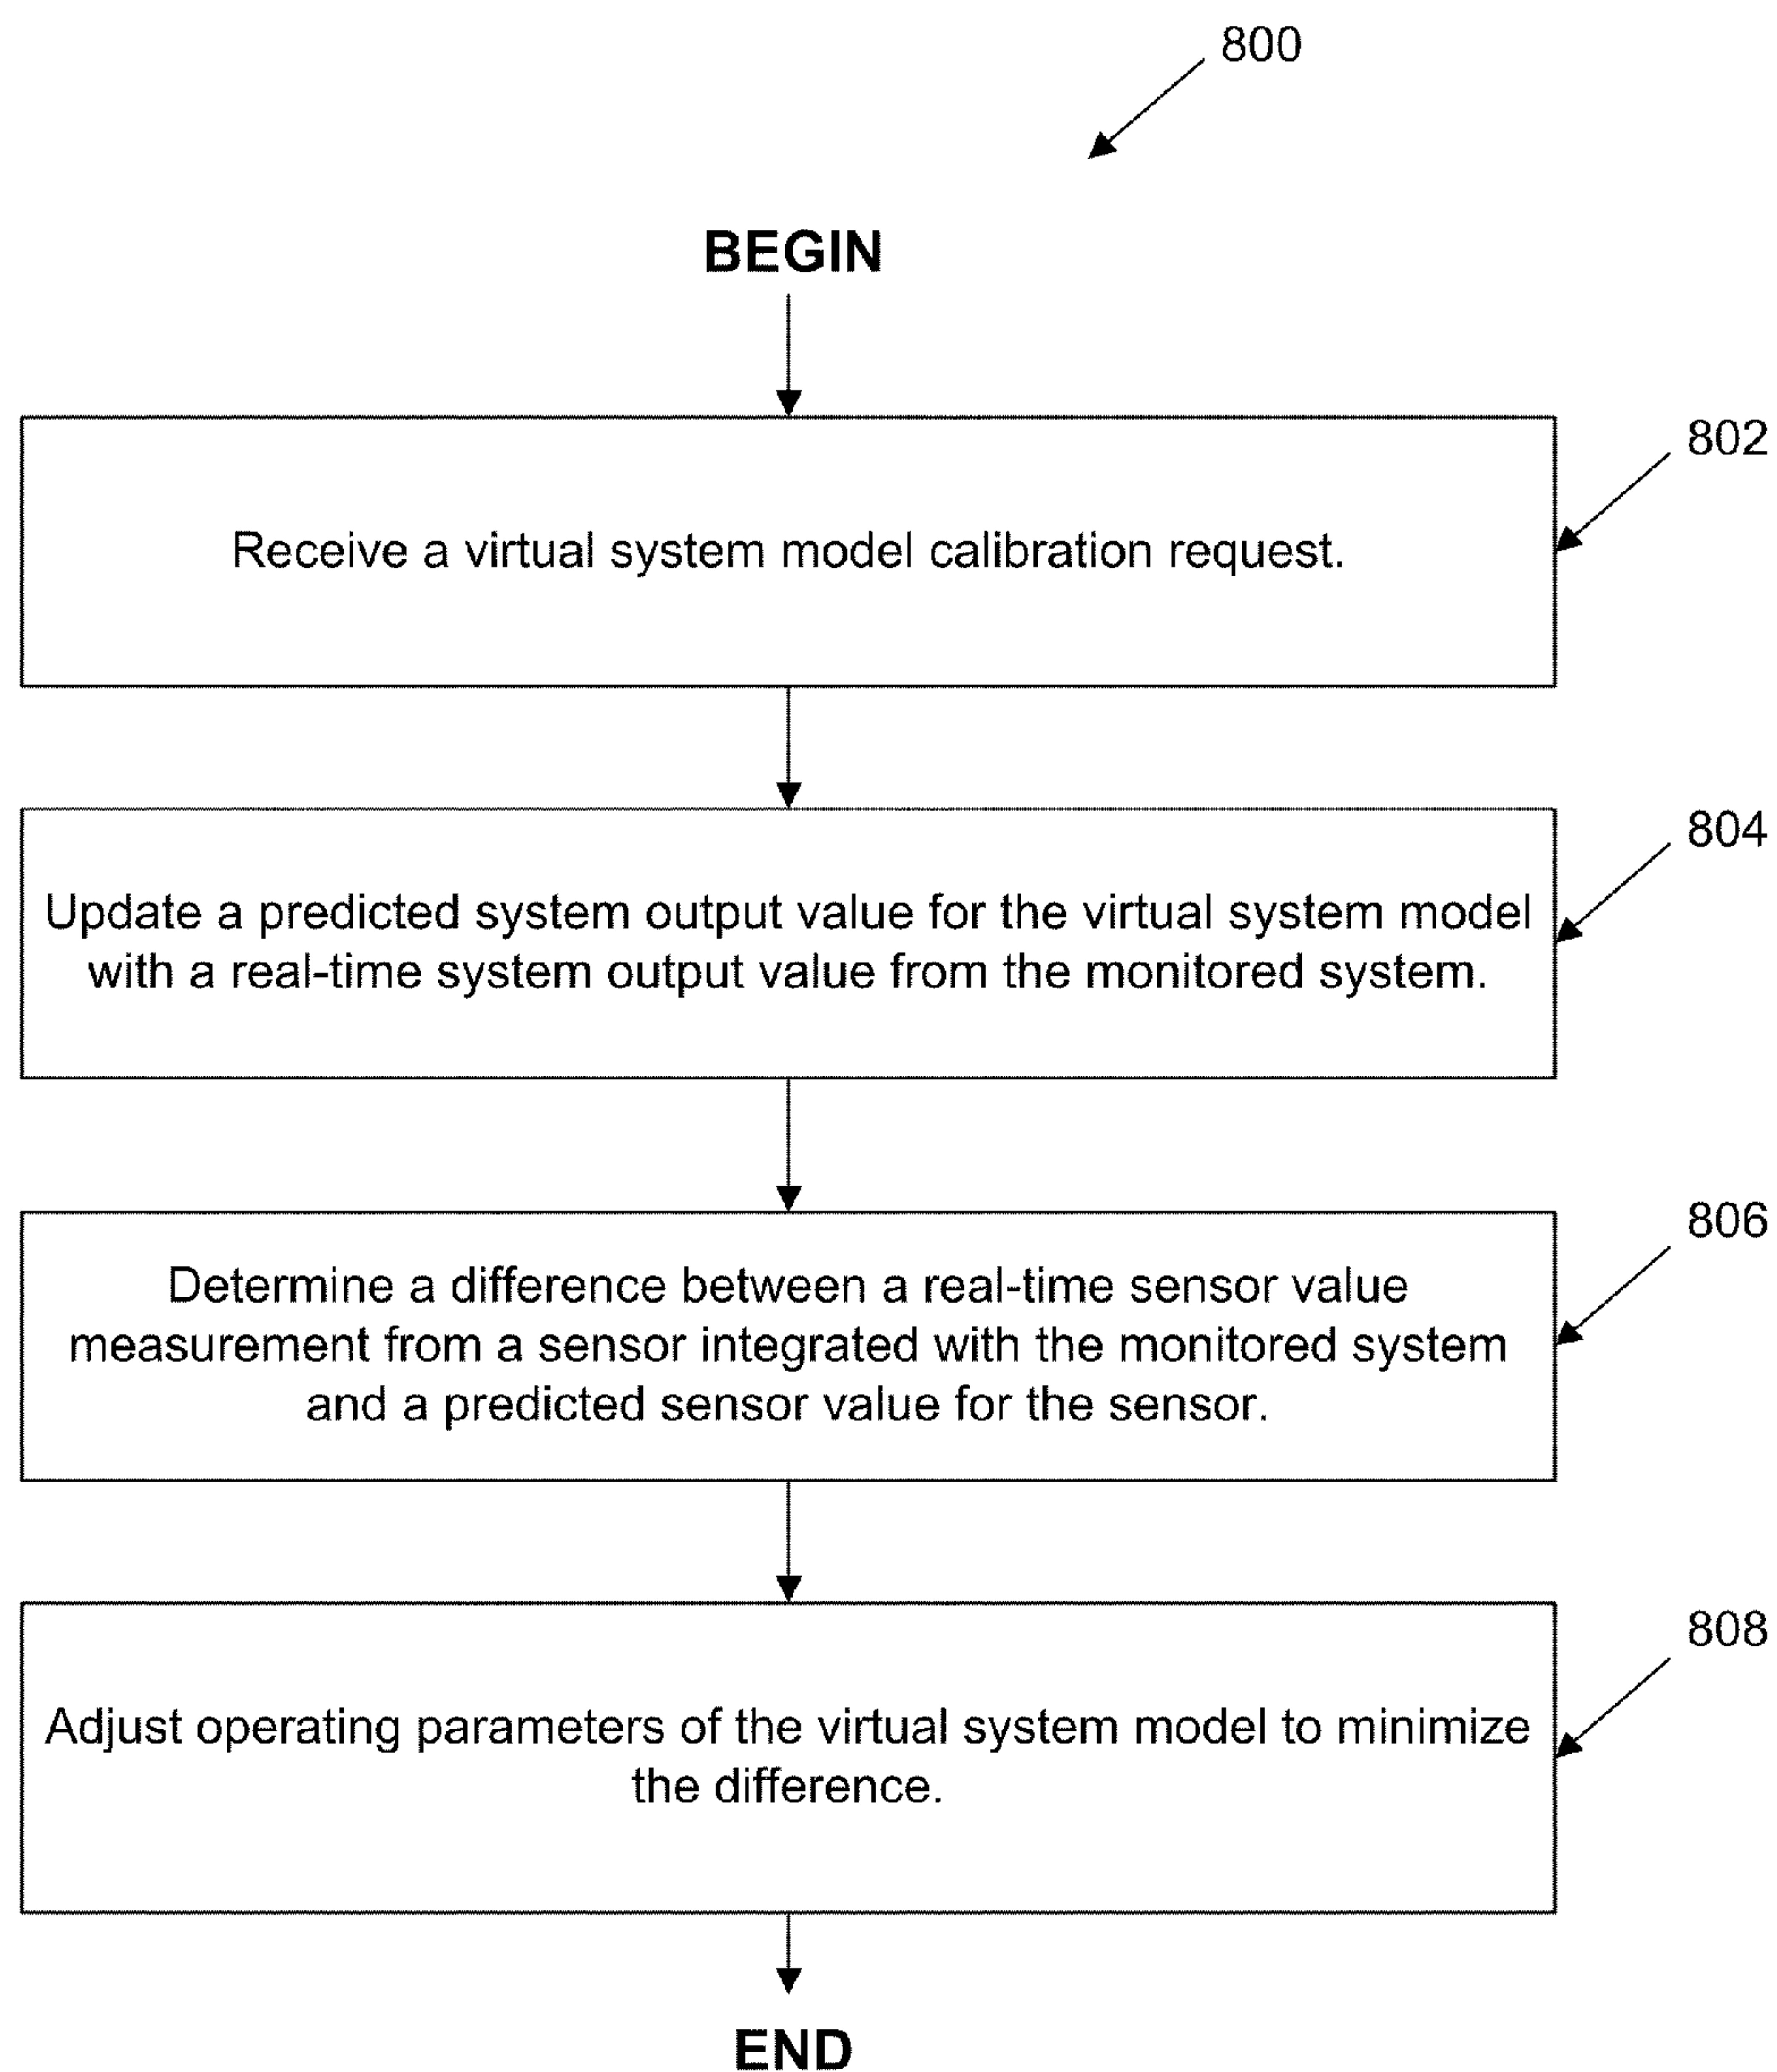 800
BEGIN
802
Receive a virtual system model calibration request.
804
Update a predicted system output value for the virtual system model
with a real-time system output value from the monitored system.
806
Determine a difference between a real-time sensor value
measurement from a sensor integrated with the monitored system
and a predicted sensor value for the sensor.
808
Adjust operating parameters of the virtual system model to minimize
the difference.
END